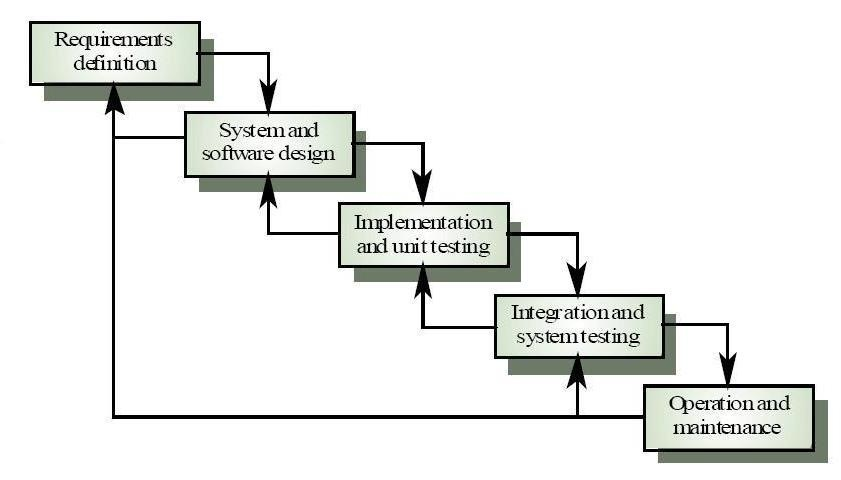 Requirements
definition
System and
software design
Implementation
and unit testing
Integration and
system testing
Operation and
maintenance